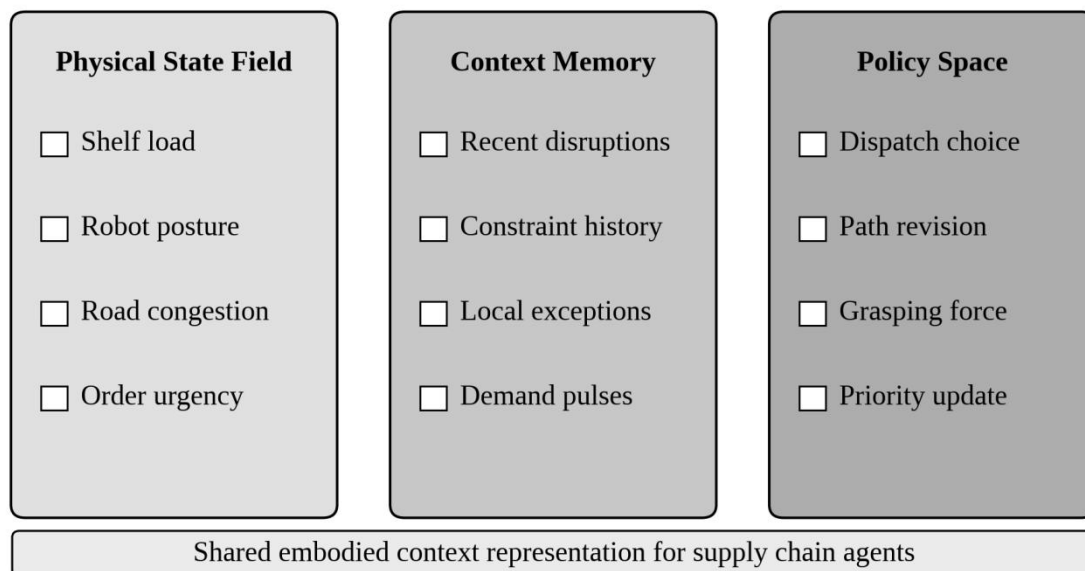 Physical State Field
Shelf load
Robot posture
Road congestion
Order urgency
Context Memory
Recent disruptions
Constraint history
Local exceptions
Demand pulses
Policy Space
Dispatch choice
Path revision
Grasping force
Priority update
Shared embodied context representation for supply chain agents